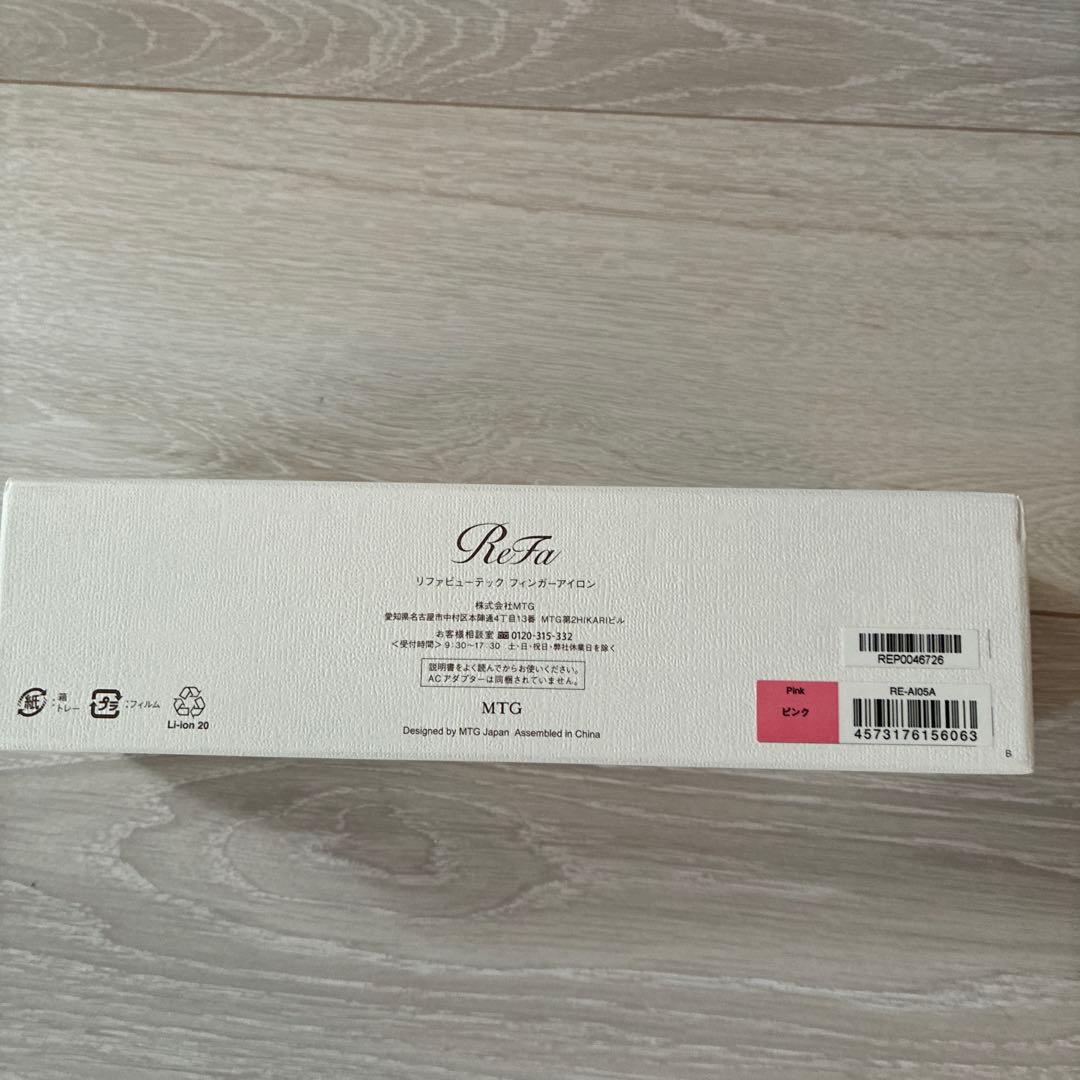 ReFa
リファビューテック フィンガーアイロン
株式会社MTG
愛知県名古屋市中村区本陣通4丁目13番 MTG第2HIKARIビル
お客様相談室 0120-315-332
<受付時間> 9:30〜17:30 土・日・祝日・弊社休業日を除く
説明書をよく読んでからお使いください。
ACアダプターは同梱されていません。
MTG
Designed by MTG Japan Assembled in China
紙 :箱 トレー
プラ :フィルム
Li-ion 20
REP0046726
Pink
ピンク
RE-AI05A
4573176156063
B